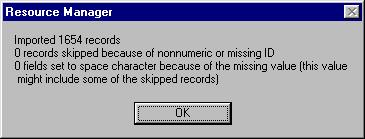 Resource Manager
Imported 1654 records
0 records skipped because of nonnumeric or missing ID
0 fields set to space character because of the missing value (this value
might include some of the skipped records)
OK